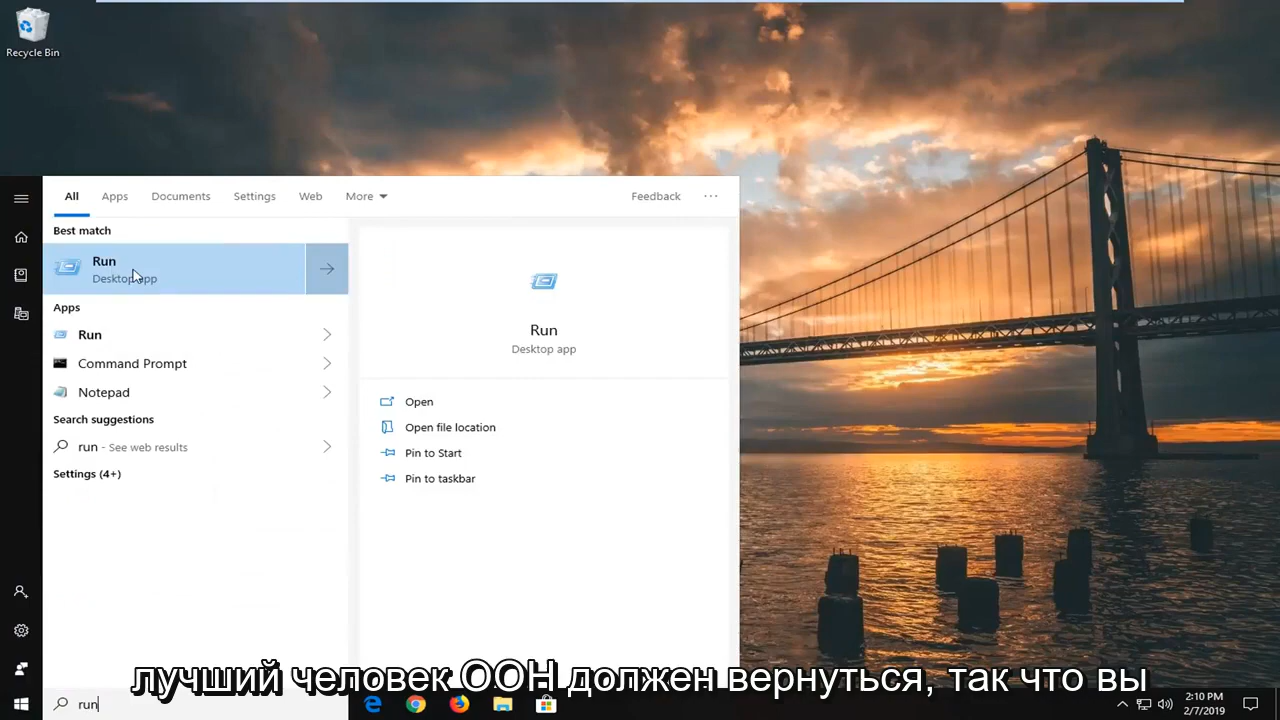 Recycle Bin
All Apps Documents Settings Web More Feedback ...
Best match
Run
Desktop app
Apps
Run
Command Prompt
Notepad
Search suggestions
run - See web results
Settings (4+)
Run
Desktop app
Open
Open file location
Pin to Start
Pin to taskbar
лучший человек ООН должен вернуться, так что вы
run
2:10 PM
2/7/2019